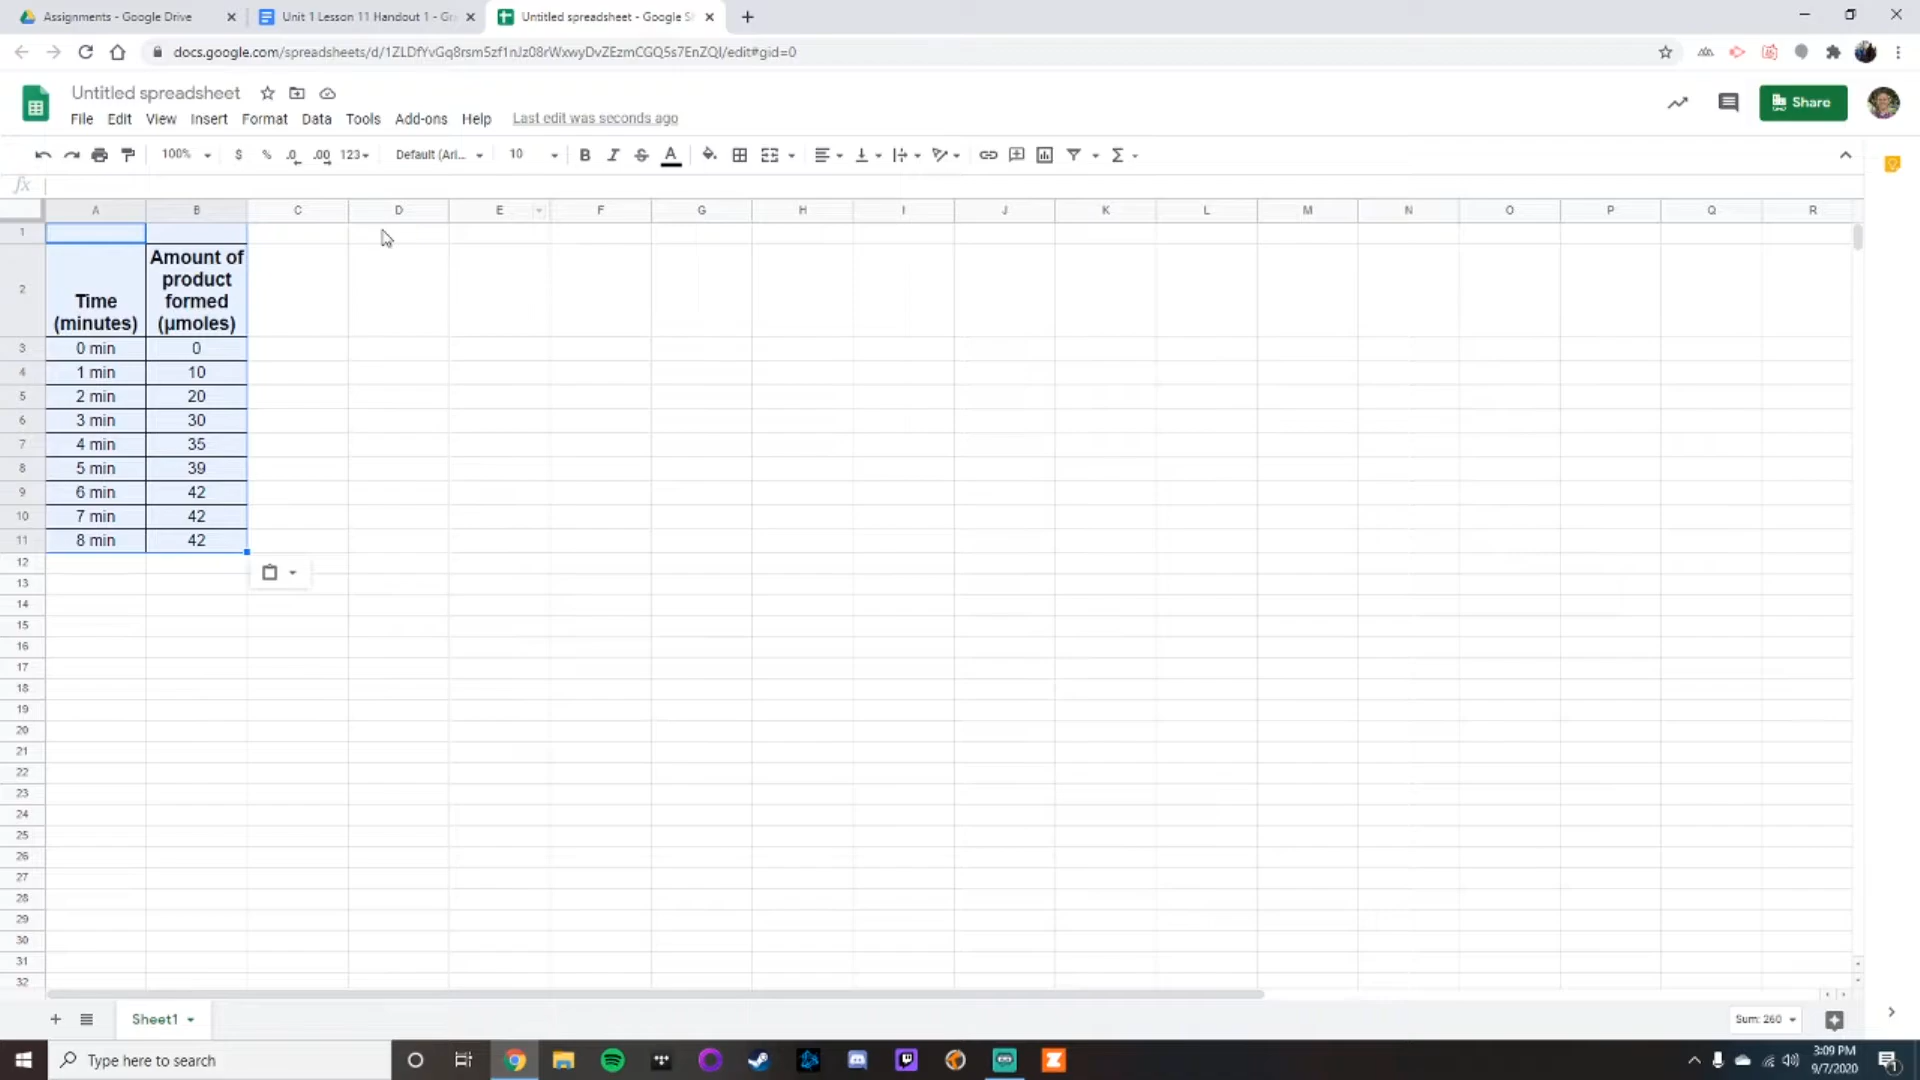 Assignments - Google Drive
Unit 1 Lesson 11 Handout 1 - Gr
Untitled spreadsheet - Google S
docs.google.com/spreadsheets/d/1ZLDfYvGq8rsm5zf1nJz08rWxwyDvZEzmCGQ5s7EnZQI/edit#gid=0
Untitled spreadsheet
File Edit View Insert Format Data Tools Add-ons Help Last edit was seconds ago
Share
100% $ % .0 .00 123 Default (Ari... 10 B I S A Σ
fx
A B C D E F G H I J K L M N O P Q R
1
2 Time (minutes) Amount of product formed (µmoles)
3 0 min 0
4 1 min 10
5 2 min 20
6 3 min 30
7 4 min 35
8 5 min 39
9 6 min 42
10 7 min 42
11 8 min 42
12
13
14
15
16
17
18
19
20
21
22
23
24
25
26
27
28
29
30
31
32
Sheet1
Sum: 260
Type here to search
3:09 PM
9/7/2020